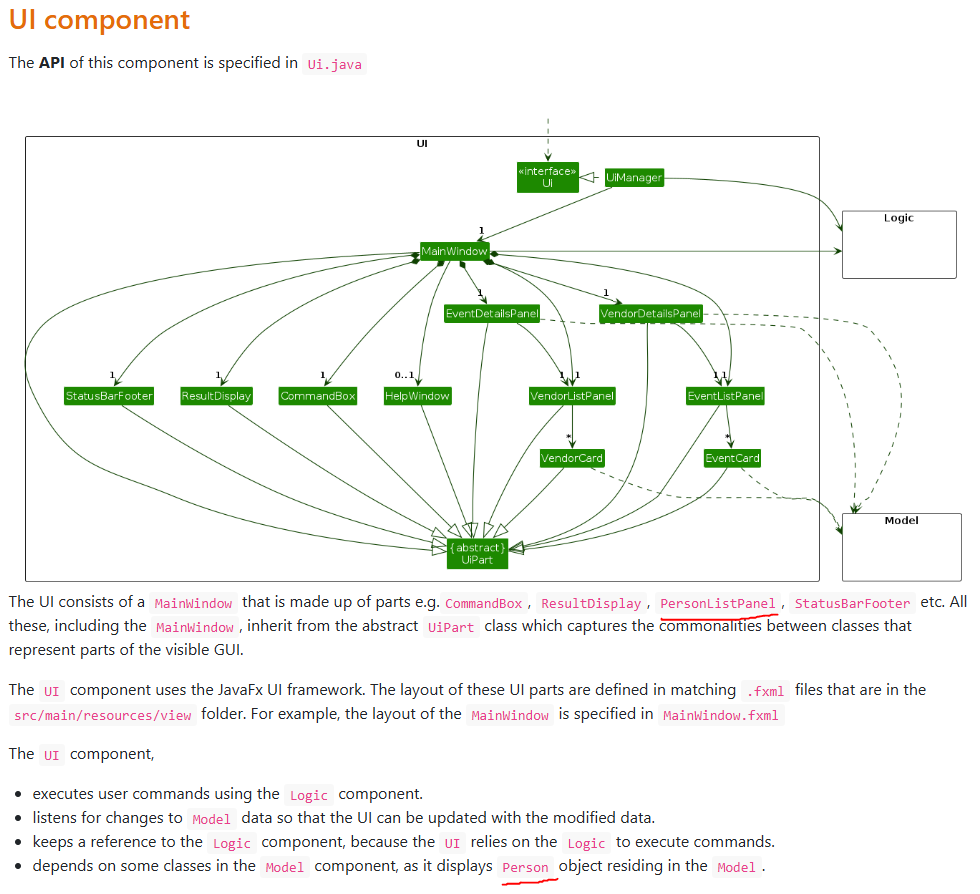 UI component
The API of this component is specified in Ui.java
UI
«interface»
Ui
UiManager
Logic
1
MainWindow
1
1
EventDetailsPanel
VendorDetailsPanel
1
1
1
0..1
1
1
1
1
StatusBarFooter
ResultDisplay
CommandBox
HelpWindow
VendorListPanel
EventListPanel
*
*
VendorCard
EventCard
Model
{abstract}
UiPart
The UI consists of a MainWindow that is made up of parts e.g. CommandBox , ResultDisplay , PersonListPanel , StatusBarFooter etc. All
these, including the MainWindow , inherit from the abstract UiPart class which captures the commonalities between classes that
represent parts of the visible GUI.
The UI component uses the JavaFx UI framework. The layout of these UI parts are defined in matching .fxml files that are in the
src/main/resources/view folder. For example, the layout of the MainWindow is specified in MainWindow.fxml
The UI component,
• executes user commands using the Logic component.
• listens for changes to Model data so that the UI can be updated with the modified data.
• keeps a reference to the Logic component, because the UI relies on the Logic to execute commands.
• depends on some classes in the Model component, as it displays Person object residing in the Model .